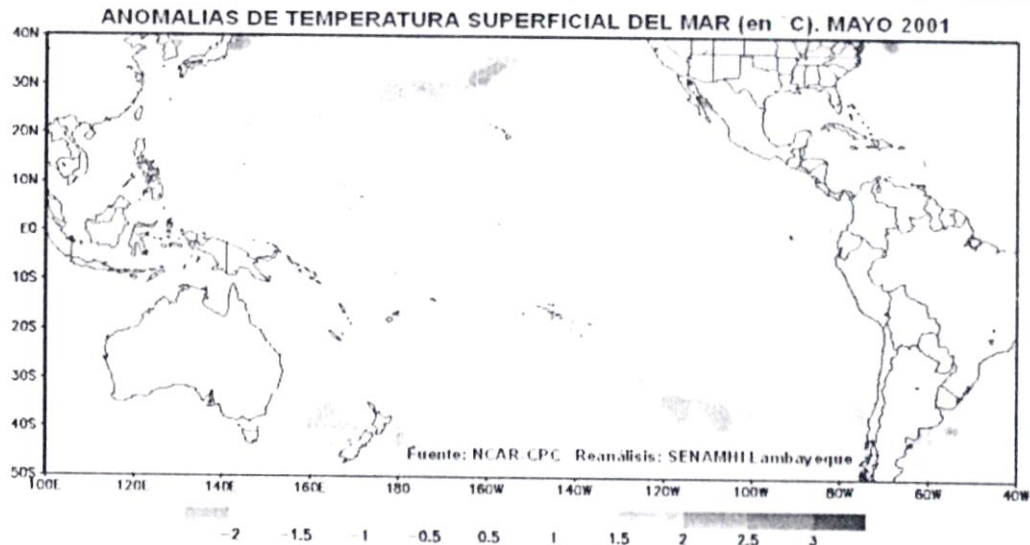 ANOMALIAS DE TEMPERATURA SUPERFICIAL DEL MAR (en °C). MAYO 2001
40N
30N
20N
10N
EQ
10S
20S
30S
40S
50S
Fuente: NCAR-CPC Reanálisis: SENAMHI Lambayeque
100E 120E 140E 160E 180 160W 140W 120W 100W 80W 60W 40W
-2 -1.5 -1 -0.5 0.5 1 1.5 2 2.5 3